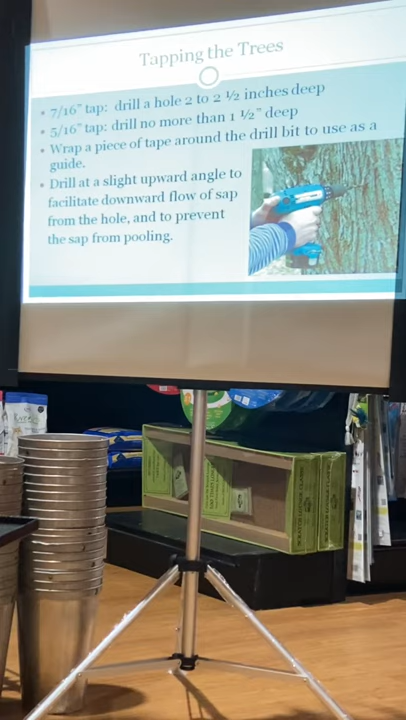 Tapping the Trees
• 7/16" tap: drill a hole 2 to 2 ½ inches deep
• 5/16" tap: drill no more than 1 ½" deep
• Wrap a piece of tape around the drill bit to use as a
guide.
• Drill at a slight upward angle to
facilitate downward flow of sap
from the hole, and to prevent
the sap from pooling.